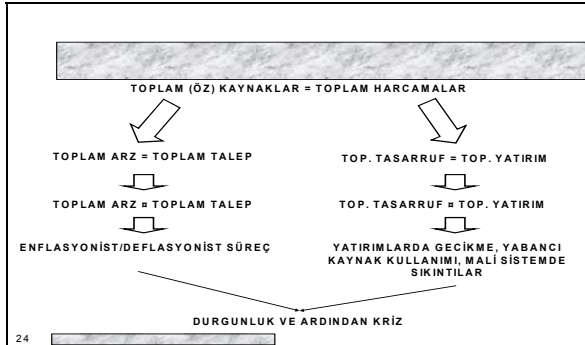 TOPLAM (ÖZ) KAYNAKLAR = TOPLAM HARCAMALAR
TOPLAM ARZ = TOPLAM TALEP
TOP. TASARRUF = TOP. YATIRIM
TOPLAM ARZ ¤ TOPLAM TALEP
TOP. TASARRUF ¤ TOP. YATIRIM
ENFLASYONİST/DEFLASYONİST SÜREÇ
YATIRIMLARDA GECİKME, YABANCI
KAYNAK KULLANIMI, MALİ SİSTEMDE
SIKINTILAR
DURGUNLUK VE ARDINDAN KRİZ
24